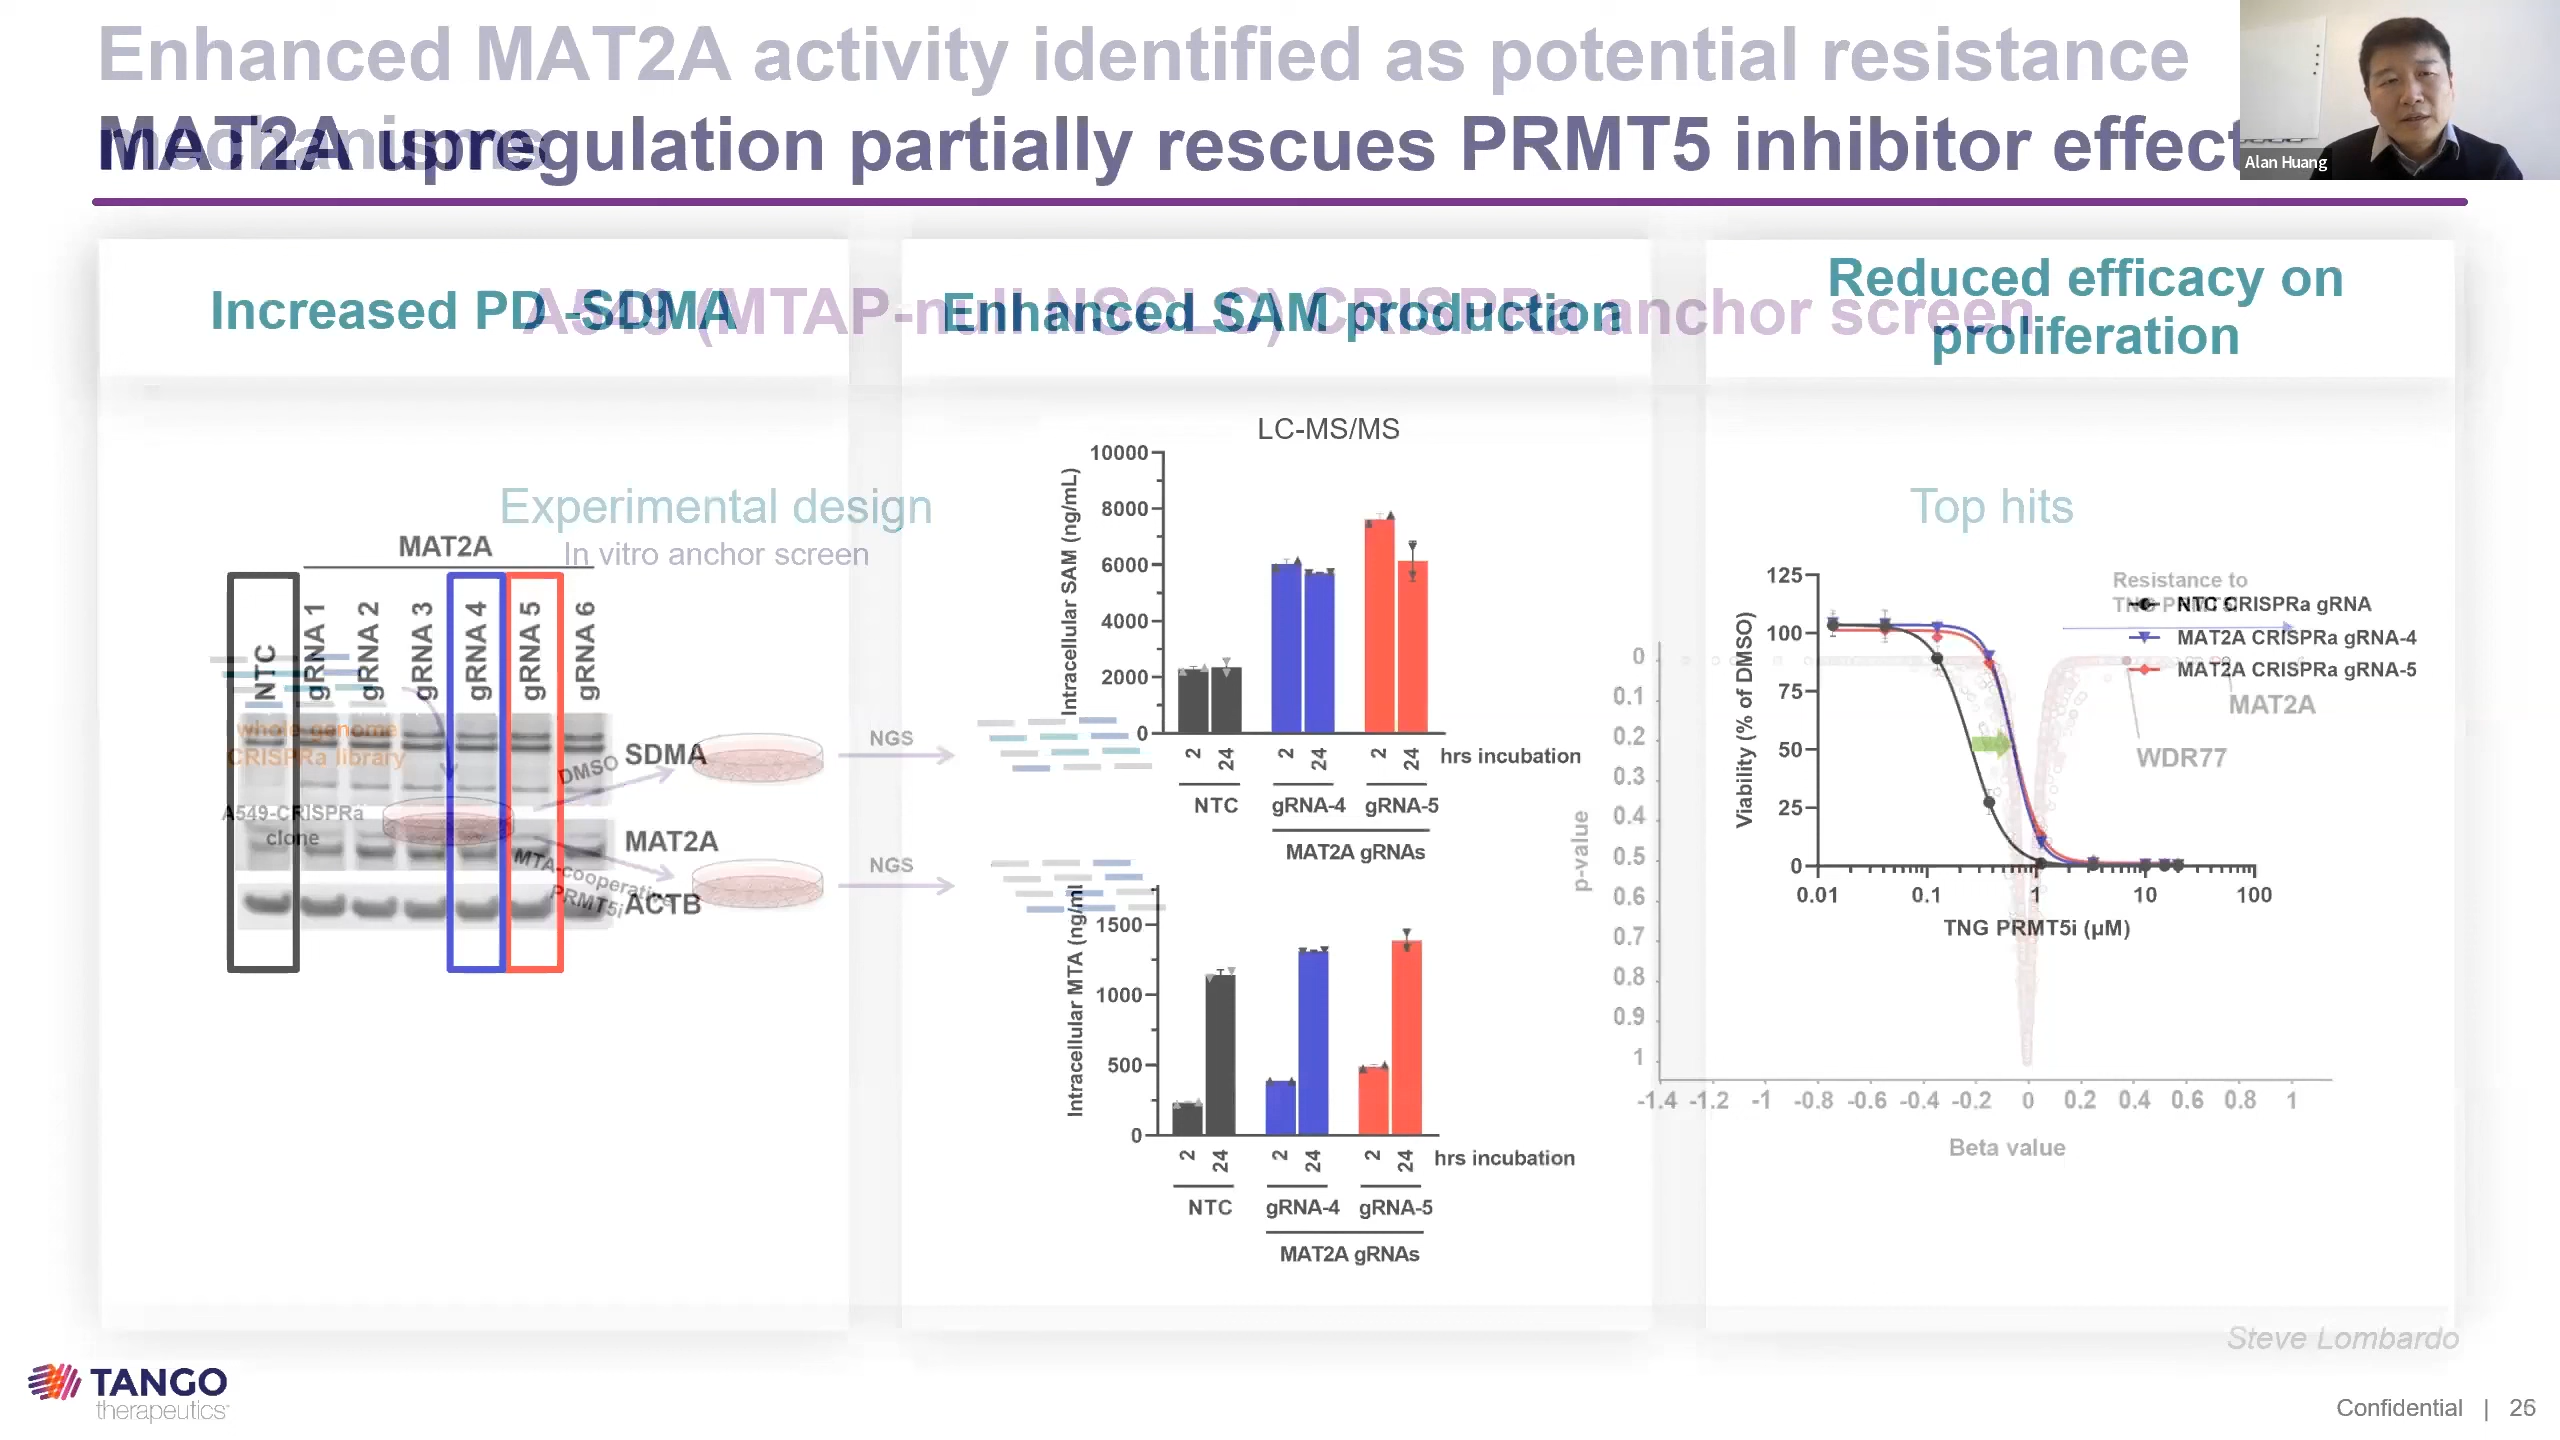 Enhanced MAT2A activity identified as potential resistance
mechanisms
MAT2A upregulation partially rescues PRMT5 inhibitor effect
Alan Huang
A549 (MTAP-null NSCLC) CRISPRa anchor screen
Increased PD -SDMA
Enhanced SAM production
Reduced efficacy on
proliferation
Experimental design
In vitro anchor screen
MAT2A
NTC
gRNA 1
gRNA 2
gRNA 3
gRNA 4
gRNA 5
gRNA 6
whole-genome
CRISPRa library
A549-CRISPRa
clone
DMSO
MTA-cooperative
PRMT5i
SDMA
MAT2A
ACTB
NGS
NGS
LC-MS/MS
Intracellular SAM (ng/mL)
10000
8000
6000
4000
2000
0
2 24 2 24 2 24 hrs incubation
NTC gRNA-4 gRNA-5
MAT2A gRNAs
Intracellular MTA (ng/ml
1500
1000
500
0
2 24 2 24 2 24 hrs incubation
NTC gRNA-4 gRNA-5
MAT2A gRNAs
Top hits
Resistance to
TNG PRMT5i
NTC CRISPRa gRNA
MAT2A CRISPRa gRNA-4
MAT2A CRISPRa gRNA-5
MAT2A
WDR77
Viability (% of DMSO)
125
100
75
50
25
0
0.01 0.1 1 10 100
TNG PRMT5i (µM)
p-value
0
0.1
0.2
0.3
0.4
0.5
0.6
0.7
0.8
0.9
1
-1.4 -1.2 -1 -0.8 -0.6 -0.4 -0.2 0 0.2 0.4 0.6 0.8 1
Beta value
Steve Lombardo
TANGO
therapeutics
Confidential | 26